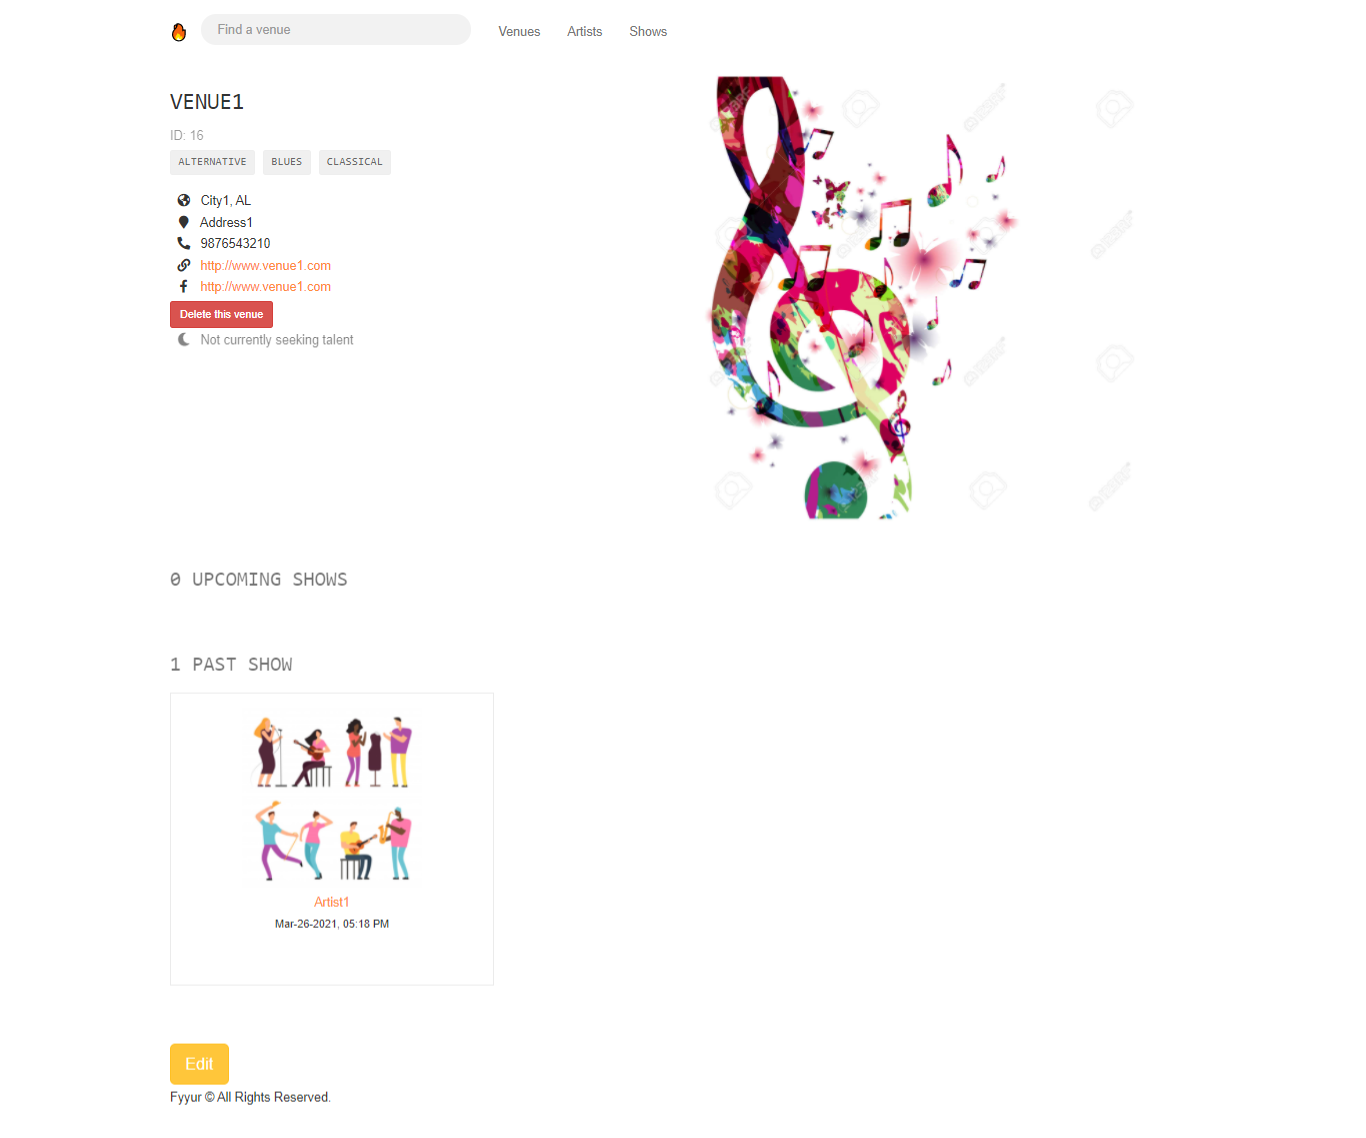 Find a venue
Venues
Artists
Shows
VENUE1
ID: 16
ALTERNATIVE
BLUES
CLASSICAL
City1, AL
Address1
9876543210
http://www.venue1.com
http://www.venue1.com
Delete this venue
Not currently seeking talent
0 UPCOMING SHOWS
1 PAST SHOW
Artist1
Mar-26-2021, 05:18 PM
Edit
Fyyur © All Rights Reserved.